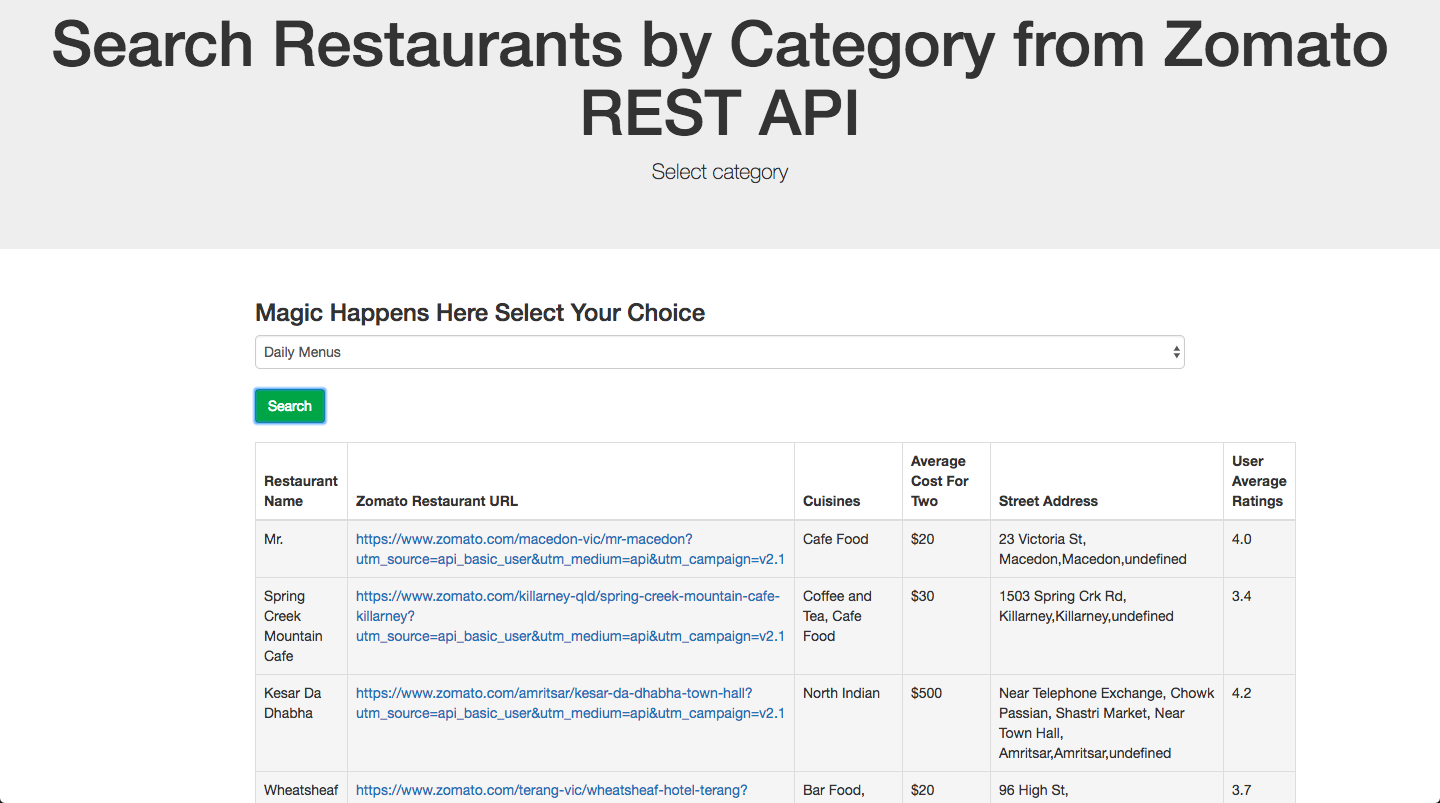 Search Restaurants by Category from Zomato
REST API
Select category
Magic Happens Here Select Your Choice
Daily Menus
Search
Restaurant
Name
Zomato Restaurant URL
Cuisines
Average
Cost For
Two
Street Address
User
Average
Ratings
Mr.
https://www.zomato.com/macedon-vic/mr-macedon?
utm_source=api_basic_user&utm_medium=api&utm_campaign=v2.1
Cafe Food
$20
23 Victoria St,
Macedon,Macedon,undefined
4.0
Spring
Creek
Mountain
Cafe
https://www.zomato.com/killarney-qld/spring-creek-mountain-cafe-
killarney?
utm_source=api_basic_user&utm_medium=api&utm_campaign=v2.1
Coffee and
Tea, Cafe
Food
$30
1503 Spring Crk Rd,
Killarney,Killarney,undefined
3.4
Kesar Da
Dhabha
https://www.zomato.com/amritsar/kesar-da-dhabha-town-hall?
utm_source=api_basic_user&utm_medium=api&utm_campaign=v2.1
North Indian
$500
Near Telephone Exchange, Chowk
Passian, Shastri Market, Near
Town Hall,
Amritsar,Amritsar,undefined
4.2
Wheatsheaf
https://www.zomato.com/terang-vic/wheatsheaf-hotel-terang?
Bar Food,
$20
96 High St,
3.7